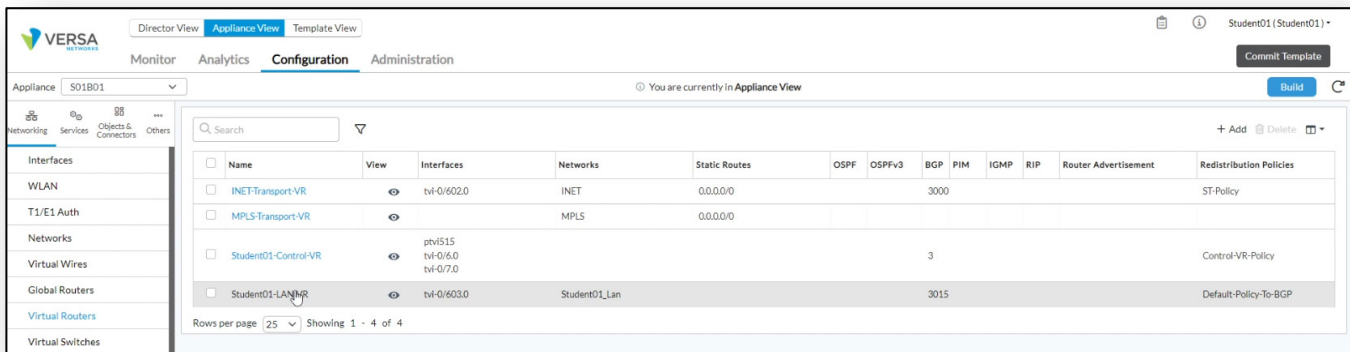 VERSA
NETWORKS
Director View Appliance View Template View
Student01 ( Student01 )
Monitor Analytics Configuration Administration
Commit Template
Appliance S01B01
You are currently in Appliance View
Build
Networking Services Objects & Connectors Others
Search
+ Add Delete
Interfaces
WLAN
T1/E1 Auth
Networks
Virtual Wires
Global Routers
Virtual Routers
Virtual Switches
Name View Interfaces Networks Static Routes OSPF OSPFv3 BGP PIM IGMP RIP Router Advertisement Redistribution Policies
INET-Transport-VR tvi-0/602.0 INET 0.0.0.0/0 3000 ST-Policy
MPLS-Transport-VR MPLS 0.0.0.0/0
ptvi515
Student01-Control-VR tvi-0/6.0 3 Control-VR-Policy
tvi-0/7.0
Student01-LAN-VR tvi-0/603.0 Student01_Lan 3015 Default-Policy-To-BGP
Rows per page 25 Showing 1 - 4 of 4